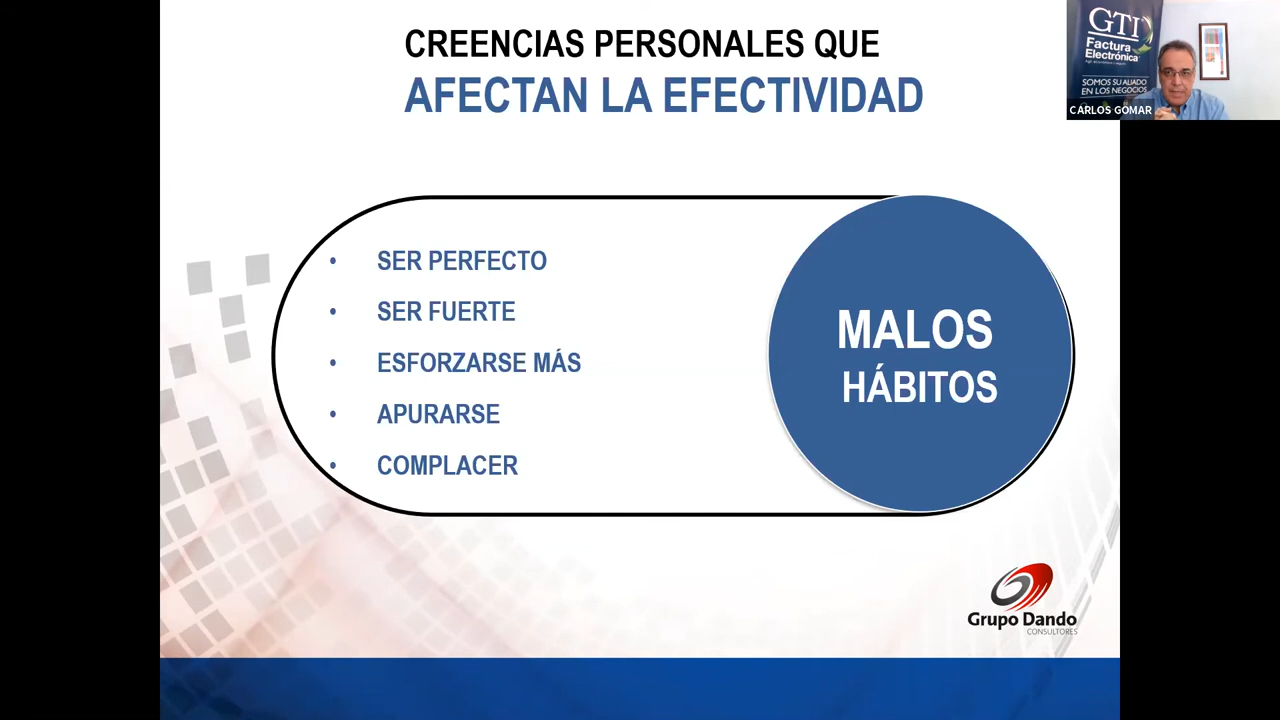 CREENCIAS PERSONALES QUE
AFECTAN LA EFECTIVIDAD
• SER PERFECTO
• SER FUERTE
• ESFORZARSE MÁS
• APURARSE
• COMPLACER
MALOS
HÁBITOS
Grupo Dando
CONSULTORES
GTI
Factura
Electrónica
SOMOS SU ALIADO
EN LOS NEGOCIOS
CARLOS GOMAR